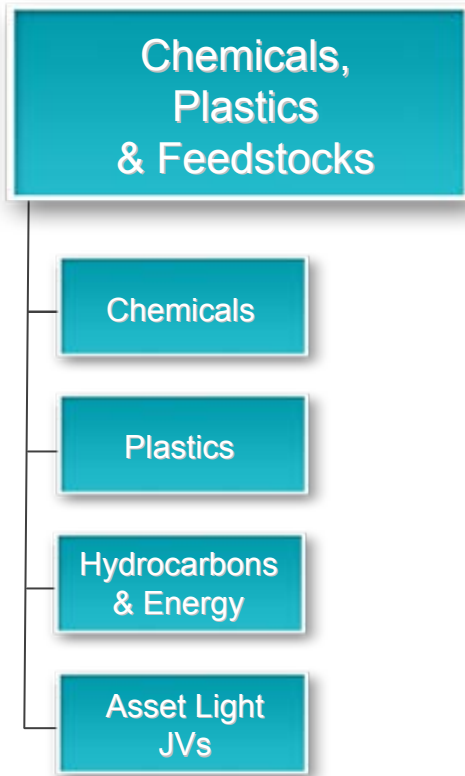 Chemicals,
Plastics
& Feedstocks
Chemicals
Plastics
Hydrocarbons
& Energy
Asset Light
JVs